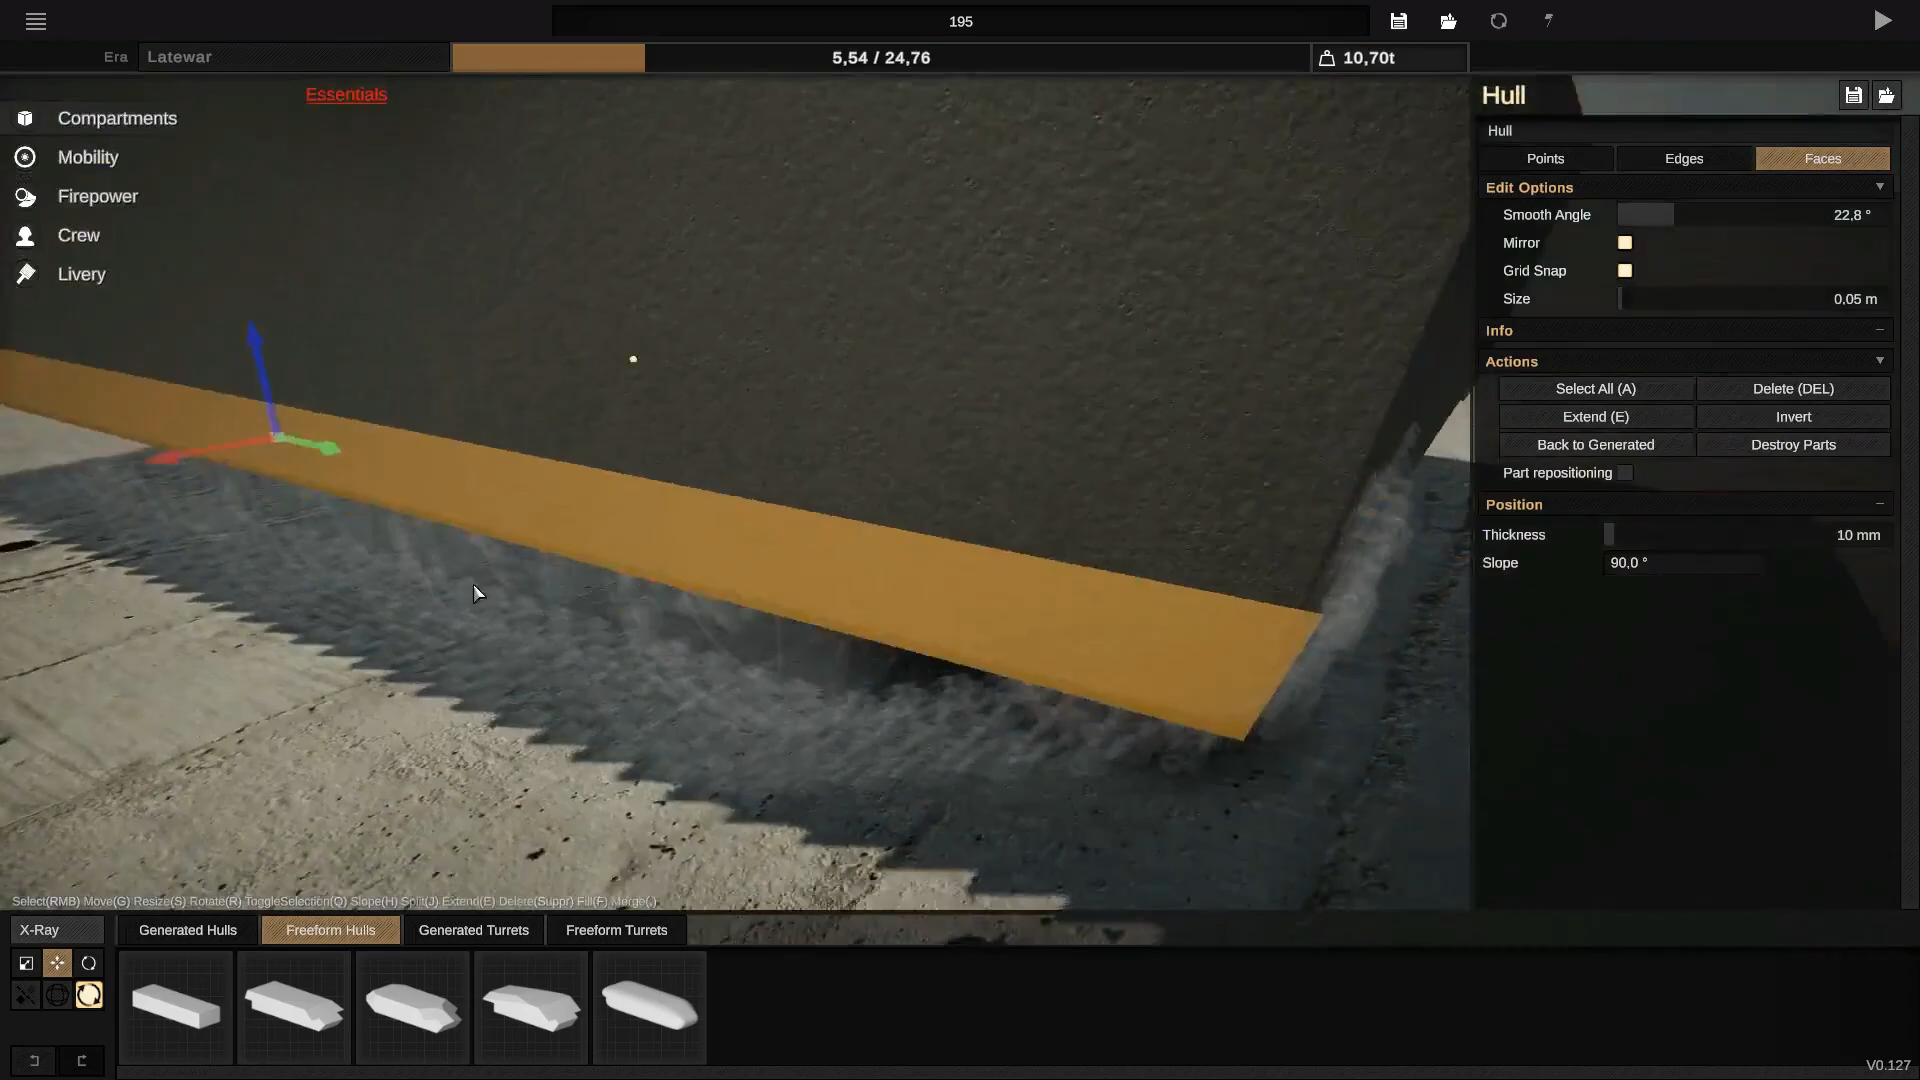 195
Era
Latewar
5,54 / 24,76
10,70t
Essentials
Compartments
Mobility
Firepower
Crew
Livery
Hull
Hull
Points
Edges
Faces
Edit Options
Smooth Angle
22,8 °
Mirror
Grid Snap
Size
0,05 m
Info
Actions
Select All (A)
Delete (DEL)
Extend (E)
Invert
Back to Generated
Destroy Parts
Part repositioning
Position
Thickness
10 mm
Slope
90,0 °
Select(RMB) Move(G) Resize(S) Rotate(R) ToggleSelection(Q) Slope(H) Split(J) Extend(E) Delete(Suppr) Fill(F) Merge(,)
X-Ray
Generated Hulls
Freeform Hulls
Generated Turrets
Freeform Turrets
V0.127